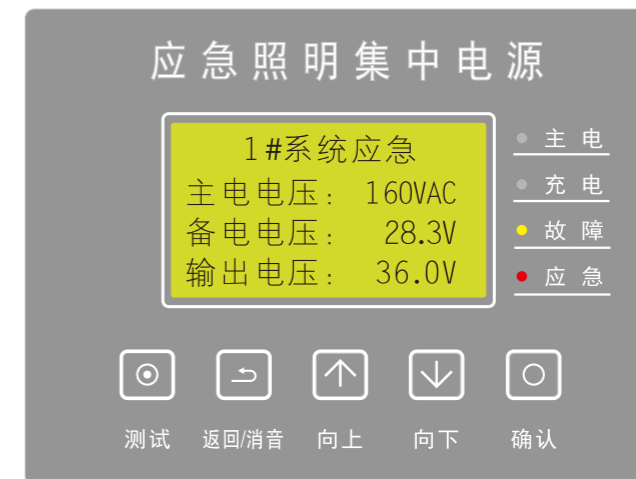 应急照明集中电源
1#系统应急
主电电压： 160VAC
备电电压： 28.3V
输出电压： 36.0V
主电
充电
故障
应急
测试 返回/消音 向上 向下 确认